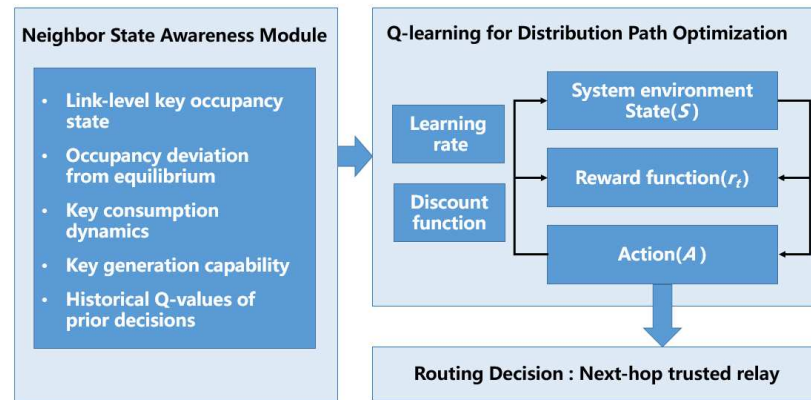 Neighbor State Awareness Module
• Link-level key occupancy
state
• Occupancy deviation
from equilibrium
• Key consumption
dynamics
• Key generation capability
• Historical Q-values of
prior decisions
Q-learning for Distribution Path Optimization
Learning
rate
Discount
function
System environment
State(S)
Reward function(rₜ)
Action(A)
Routing Decision : Next-hop trusted relay